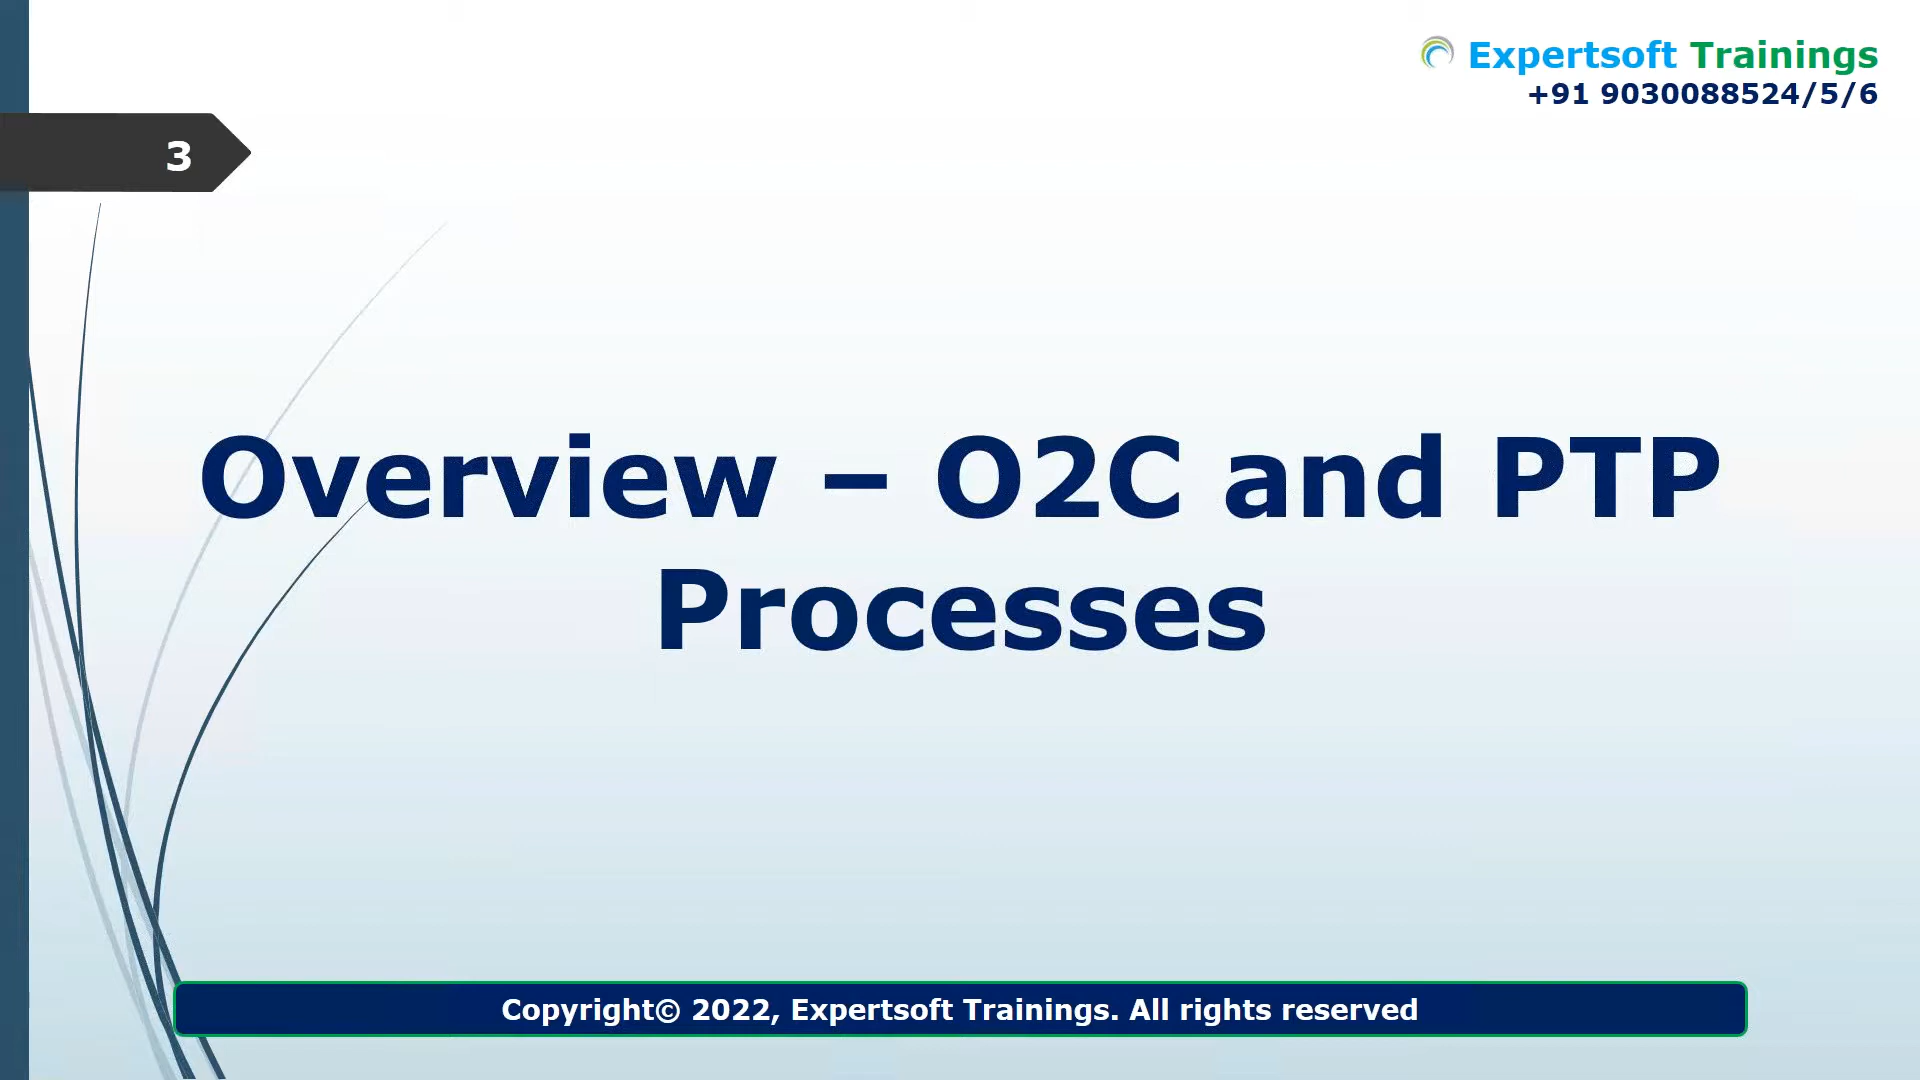 Expertsoft Trainings
+91 9030088524/5/6
3
Overview – O2C and PTP
Processes
Copyright© 2022, Expertsoft Trainings. All rights reserved